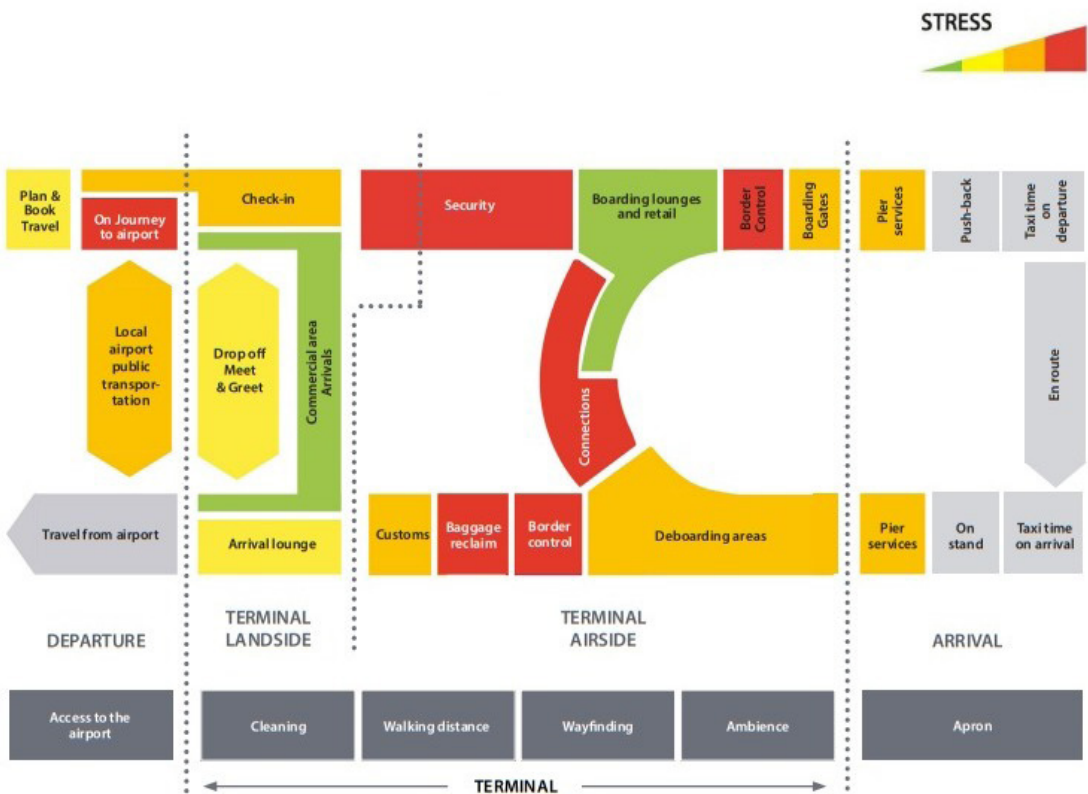 STRESS
Plan &
Book
Travel
On Journey
to airport
Check-in
Security
Boarding lounges
and retail
Border
Control
Boarding
Gates
Pier
services
Push-back
Taxi time
on
departure
Local
airport
public
transpor-
tation
Drop off
Meet
& Greet
Commercial area
Arrivals
Connections
En route
Travel from airport
Arrival lounge
Customs
Baggage
reclaim
Border
control
Deboarding areas
Pier
services
On
stand
Taxi time
on arrival
DEPARTURE
TERMINAL
LANDSIDE
TERMINAL
AIRSIDE
ARRIVAL
Access to the
airport
Cleaning
Walking distance
Wayfinding
Ambience
Apron
TERMINAL